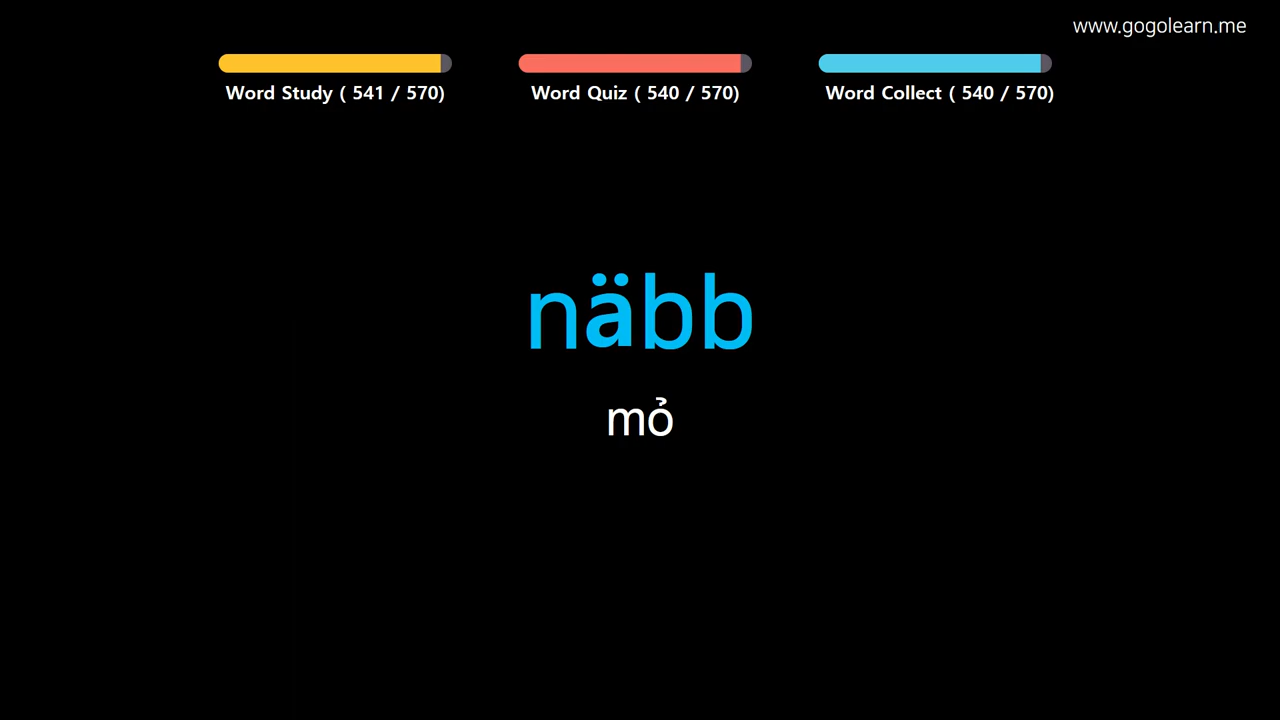 www.gogolearn.me
Word Study ( 541 / 570)
Word Quiz ( 540 / 570)
Word Collect ( 540 / 570)
näbb
mỏ